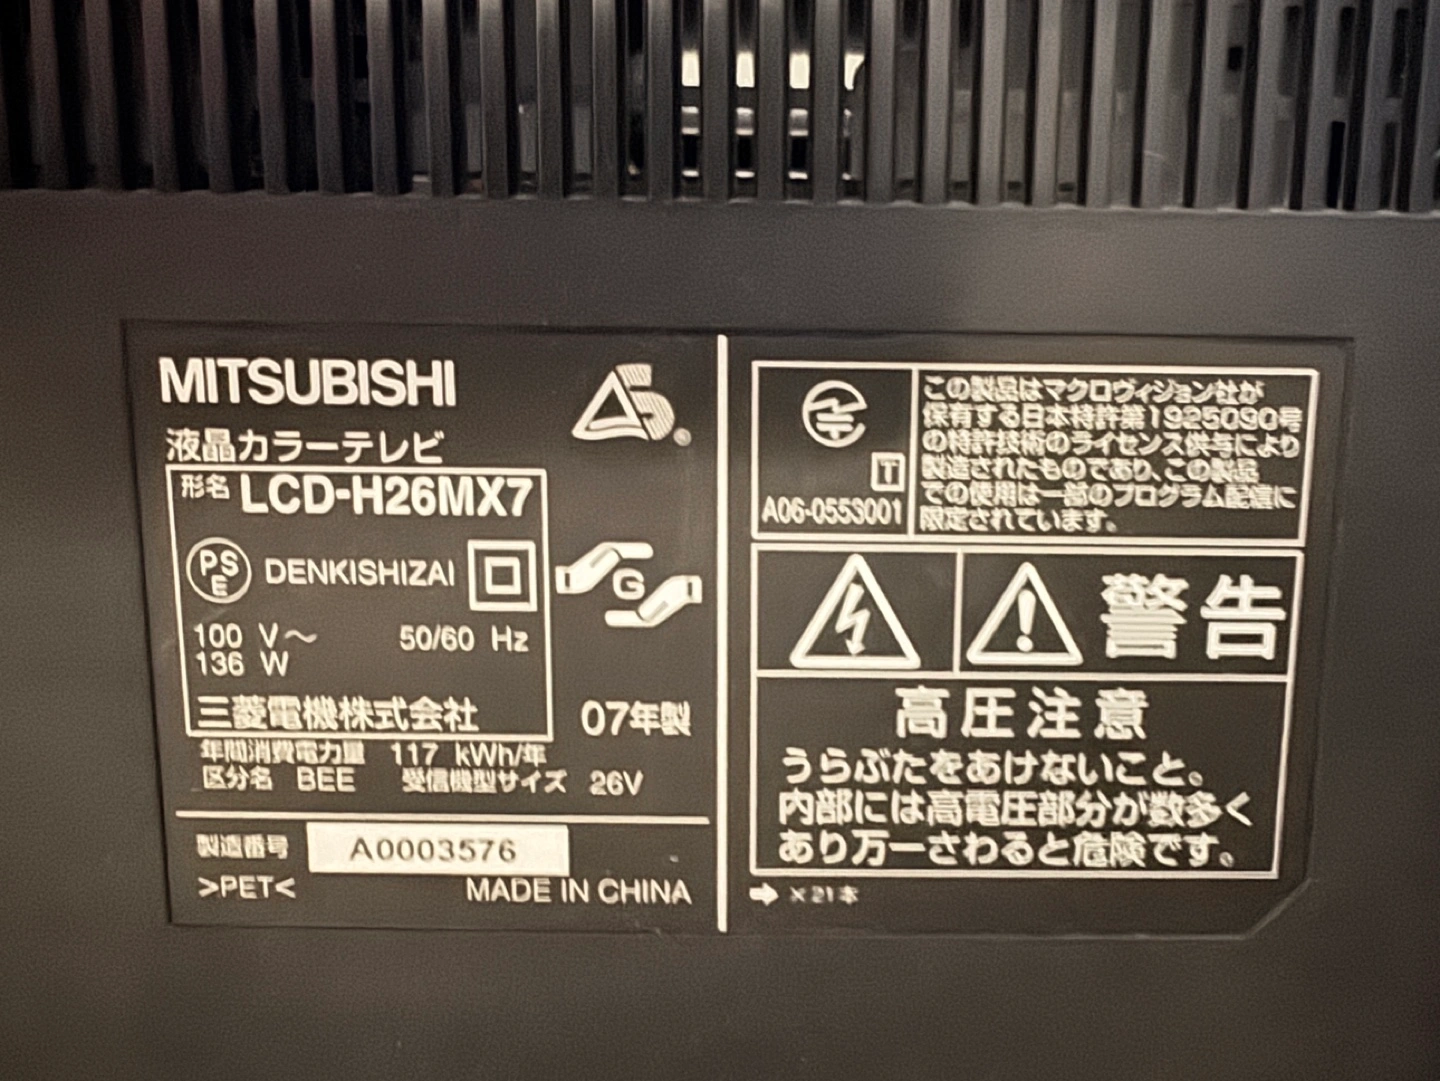 MITSUBISHI
液晶カラーテレビ
形名 LCD-H26MX7
PSE DENKISHIZAI
100 V～ 50/60 Hz
136 W
三菱電機株式会社
G
07年製
年間消費電力量 117 kWh/年
区分名 BEE 受信機型サイズ 26V
製造番号 A0003576
>PET< MADE IN CHINA
T
A06-0553001
この製品はマクロヴィジョン社が
保有する日本特許第1925090号
の特許技術のライセンス供与により
製造されたものであり、この製品
での使用は一部のプログラム配信に
限定されています。
警告
高圧注意
うらぶたをあけないこと。
内部には高電圧部分が数多く
あり万一さわると危険です。
➡ ×21本